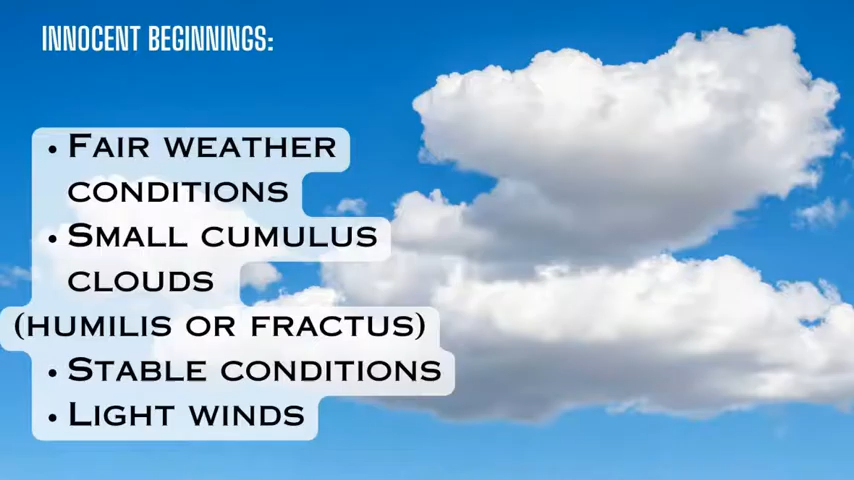 INNOCENT BEGINNINGS:
• FAIR WEATHER
CONDITIONS
• SMALL CUMULUS
CLOUDS
(HUMILIS OR FRACTUS)
• STABLE CONDITIONS
• LIGHT WINDS